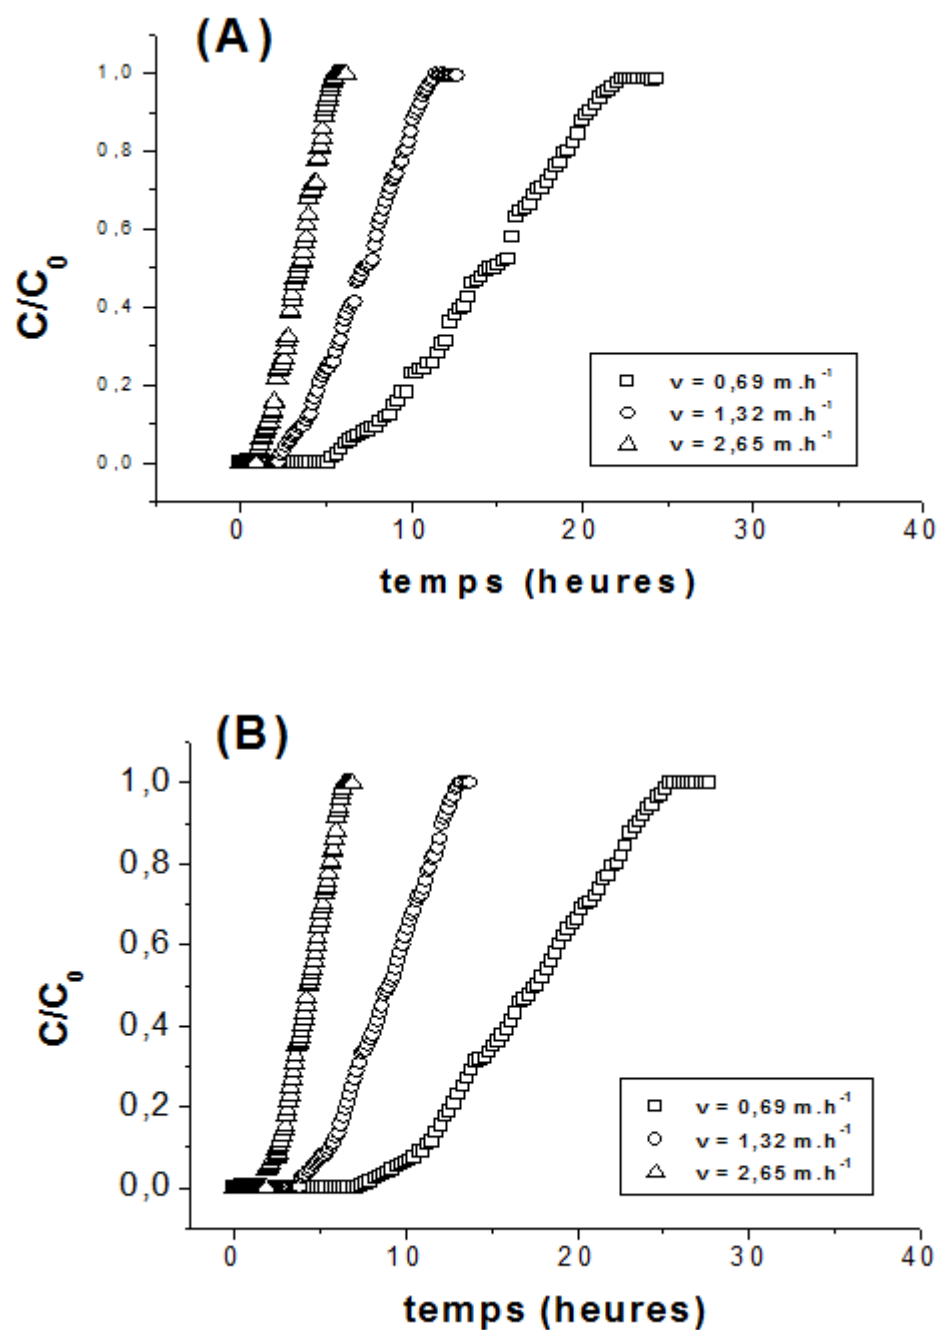 (A)
1,0
0,8
0,6
0,4
0,2
0,0
C/C0
v = 0,69 m.h-1
v = 1,32 m.h-1
v = 2,65 m.h-1
0 10 20 30 40
temps (heures)
(B)
1,0
0,8
0,6
0,4
0,2
0,0
C/C0
v = 0,69 m.h-1
v = 1,32 m.h-1
v = 2,65 m.h-1
0 10 20 30 40
temps (heures)